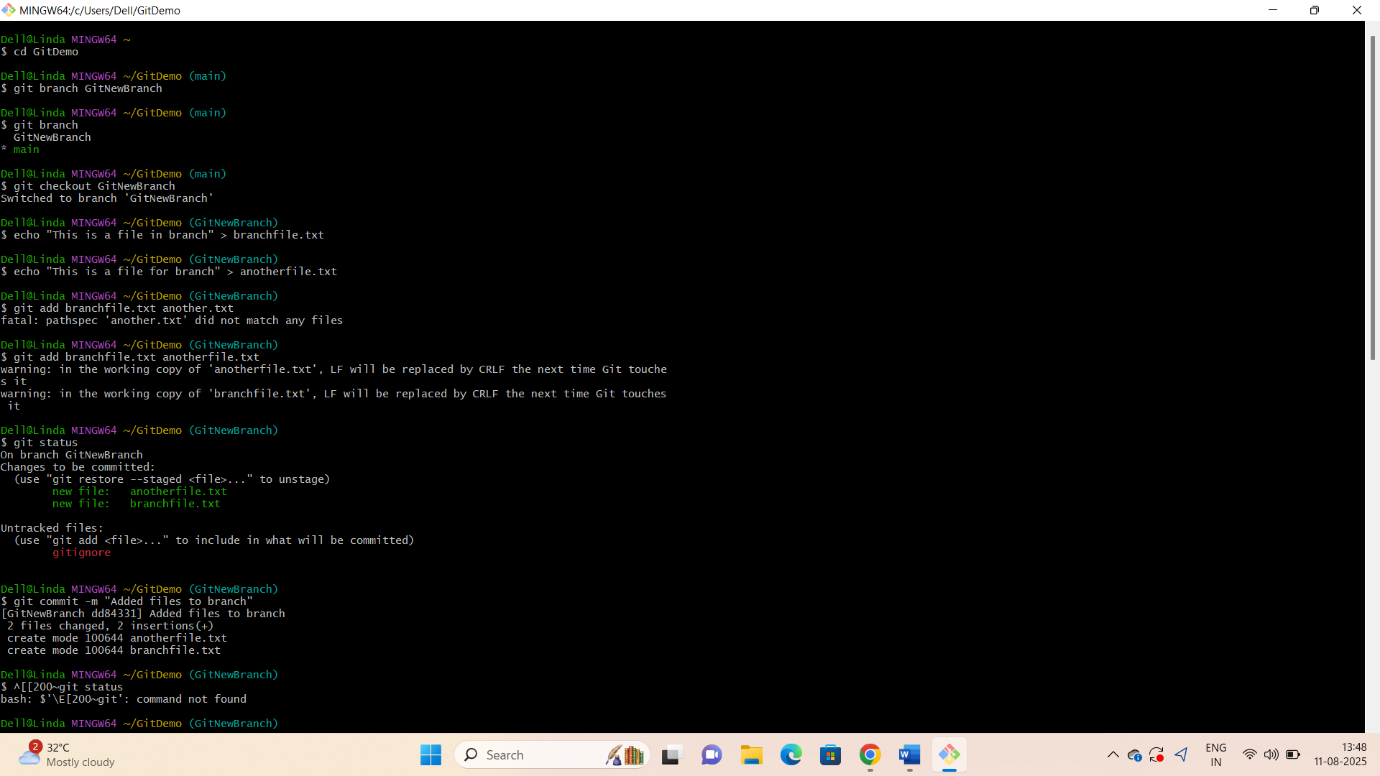 MINGW64:/c/Users/Dell/GitDemo
Dell@Linda MINGW64 ~
$ cd GitDemo
Dell@Linda MINGW64 ~/GitDemo (main)
$ git branch GitNewBranch
Dell@Linda MINGW64 ~/GitDemo (main)
$ git branch
  GitNewBranch
* main
Dell@Linda MINGW64 ~/GitDemo (main)
$ git checkout GitNewBranch
Switched to branch 'GitNewBranch'
Dell@Linda MINGW64 ~/GitDemo (GitNewBranch)
$ echo "This is a file in branch" > branchfile.txt
Dell@Linda MINGW64 ~/GitDemo (GitNewBranch)
$ echo "This is a file for branch" > anotherfile.txt
Dell@Linda MINGW64 ~/GitDemo (GitNewBranch)
$ git add branchfile.txt another.txt
fatal: pathspec 'another.txt' did not match any files
Dell@Linda MINGW64 ~/GitDemo (GitNewBranch)
$ git add branchfile.txt anotherfile.txt
warning: in the working copy of 'anotherfile.txt', LF will be replaced by CRLF the next time Git touche
s it
warning: in the working copy of 'branchfile.txt', LF will be replaced by CRLF the next time Git touches
 it
Dell@Linda MINGW64 ~/GitDemo (GitNewBranch)
$ git status
On branch GitNewBranch
Changes to be committed:
  (use "git restore --staged <file>..." to unstage)
        new file:   anotherfile.txt
        new file:   branchfile.txt
Untracked files:
  (use "git add <file>..." to include in what will be committed)
        gitignore
Dell@Linda MINGW64 ~/GitDemo (GitNewBranch)
$ git commit -m "Added files to branch"
[GitNewBranch dd84331] Added files to branch
 2 files changed, 2 insertions(+)
 create mode 100644 anotherfile.txt
 create mode 100644 branchfile.txt
Dell@Linda MINGW64 ~/GitDemo (GitNewBranch)
$ ^[[200~git status
bash: $'\E[200~git': command not found
Dell@Linda MINGW64 ~/GitDemo (GitNewBranch)
2
32°C
Mostly cloudy
Search
ENG
IN
13:48
11-08-2025